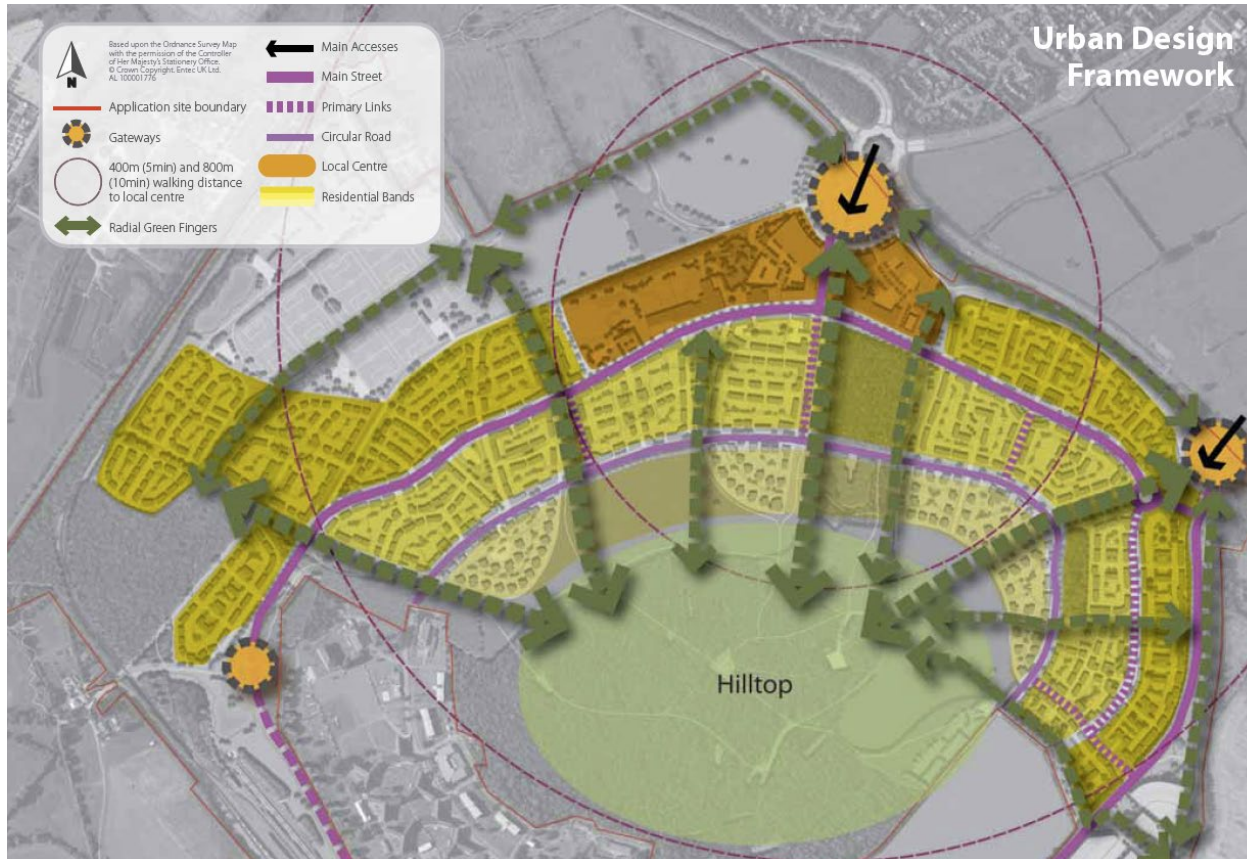 Urban Design
Framework
Based upon the Ordnance Survey Map
with the permission of the Controller
of Her Majesty's Stationery Office.
© Crown Copyright, Entec UK Ltd.
AL 100001776
N
Application site boundary
Gateways
400m (5min) and 800m
(10min) walking distance
to local centre
Radial Green Fingers
Main Accesses
Main Street
Primary Links
Circular Road
Local Centre
Residential Bands
Hilltop